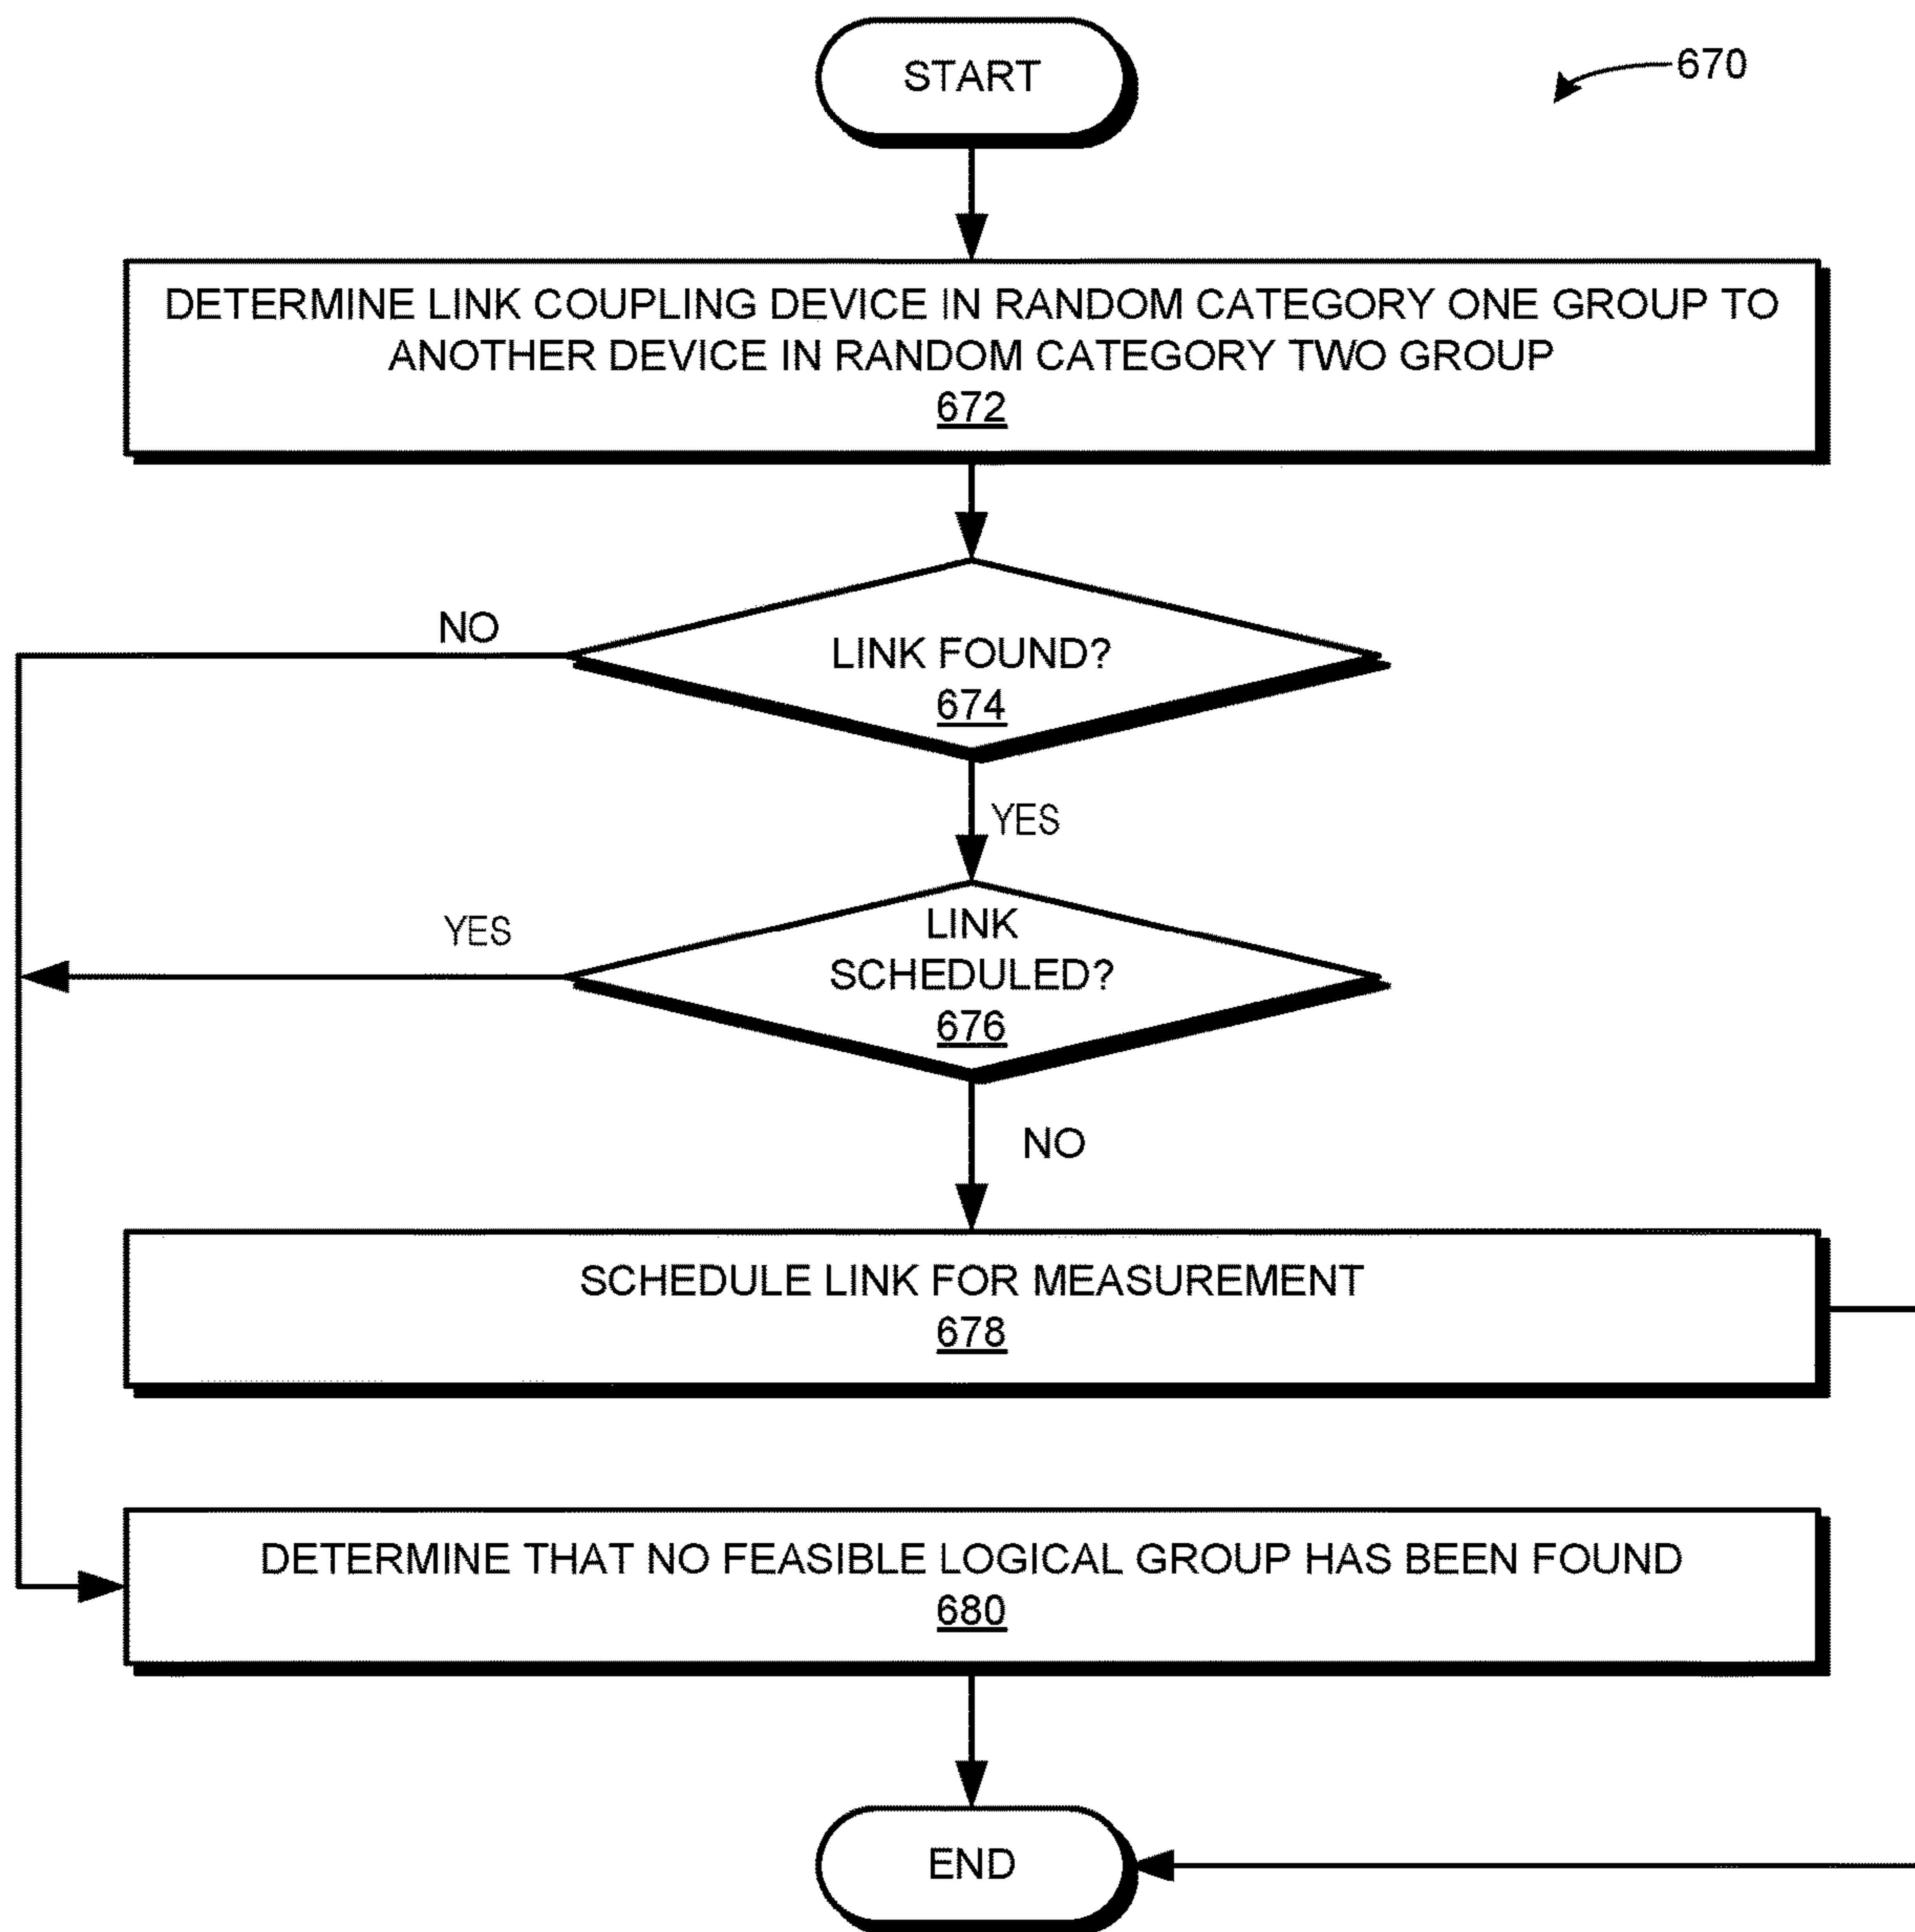 START
670
DETERMINE LINK COUPLING DEVICE IN RANDOM CATEGORY ONE GROUP TO
ANOTHER DEVICE IN RANDOM CATEGORY TWO GROUP
672
NO
LINK FOUND?
674
YES
YES
LINK
SCHEDULED?
676
NO
SCHEDULE LINK FOR MEASUREMENT
678
DETERMINE THAT NO FEASIBLE LOGICAL GROUP HAS BEEN FOUND
680
END